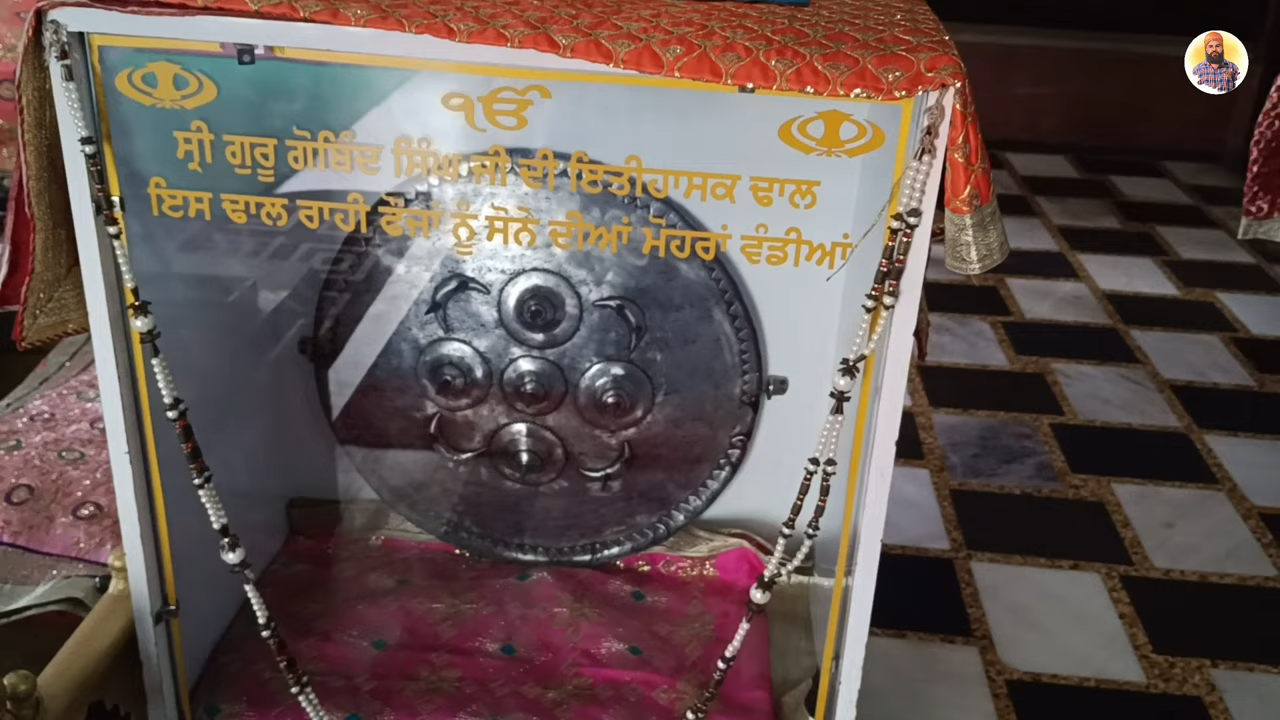 ੴ
ਸ੍ਰੀ ਗੁਰੂ ਗੋਬਿੰਦ ਸਿੰਘ ਜੀ ਦੀ ਇਤੀਹਾਸਕ ਢਾਲ
ਇਸ ਢਾਲ ਰਾਹੀ ਫੌਜਾਂ ਨੂੰ ਸੋਨੇ ਦੀਆਂ ਮੋਹਰਾਂ ਵੰਡੀਆਂ